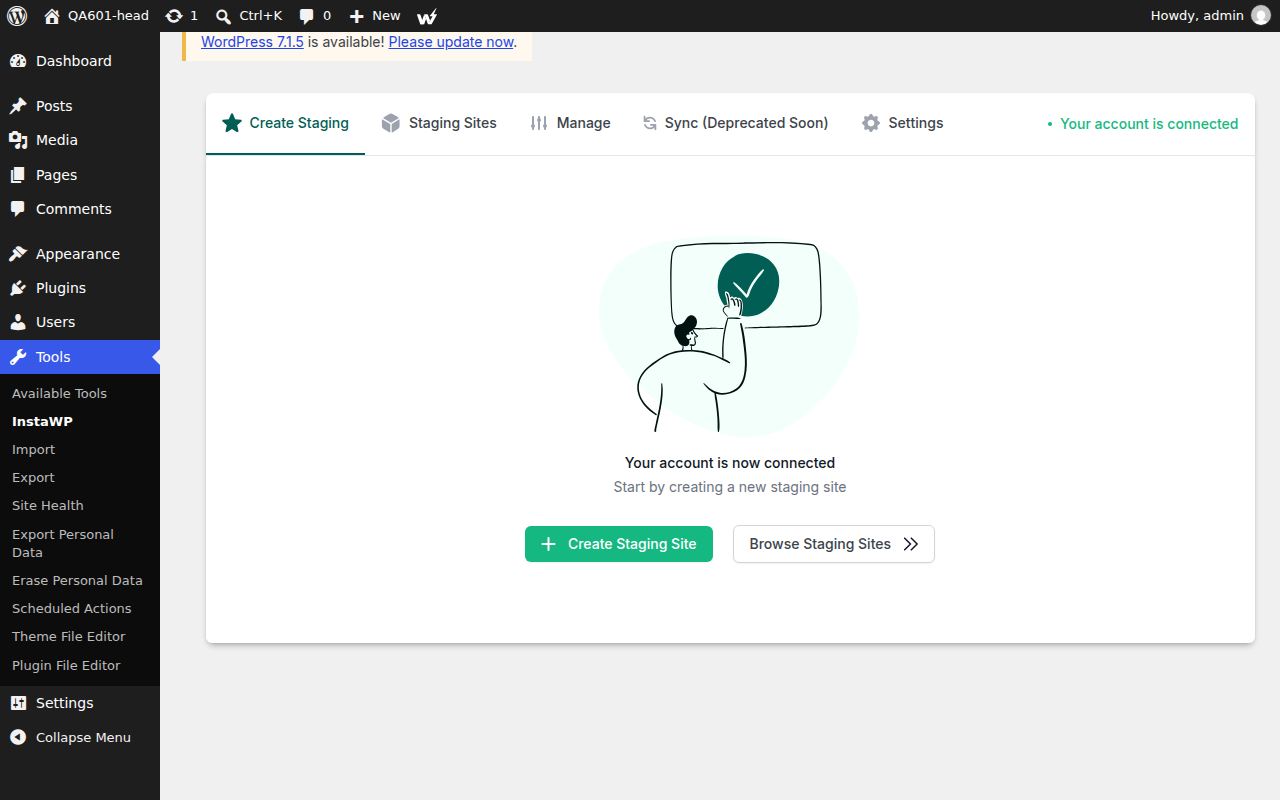 QA601-head 1 Ctrl+K 0 New Howdy, admin
WordPress 7.1.5 is available! Please update now.
Dashboard
Posts
Media
Pages
Comments
Appearance
Plugins
Users
Tools
Available Tools
InstaWP
Import
Export
Site Health
Export Personal
Data
Erase Personal Data
Scheduled Actions
Theme File Editor
Plugin File Editor
Settings
Collapse Menu
Create Staging Staging Sites Manage Sync (Deprecated Soon) Settings • Your account is connected
Your account is now connected
Start by creating a new staging site
Create Staging Site Browse Staging Sites